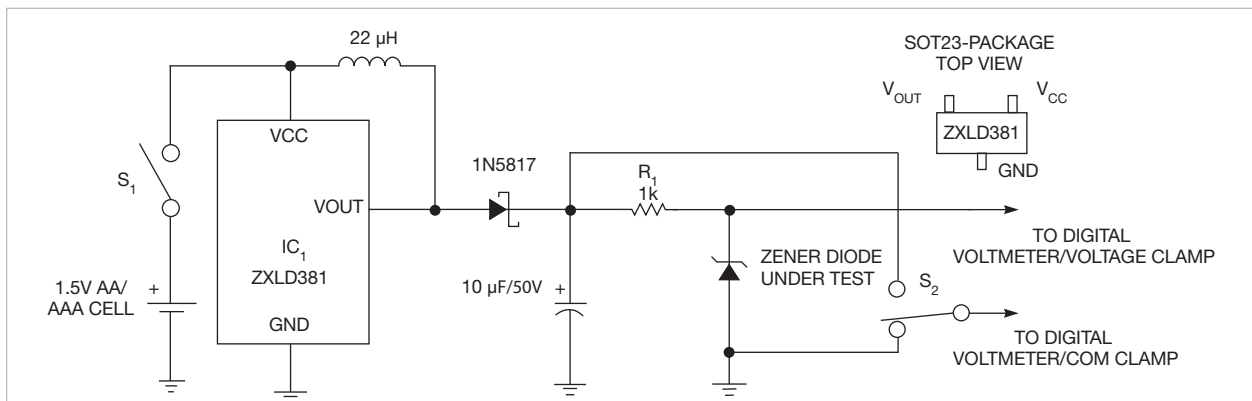 22 µH
SOT23-PACKAGE
TOP VIEW
VOUT
VCC
ZXLD381
GND
VCC
1N5817
R1
1k
S1
VOUT
IC1
ZXLD381
GND
1.5V AA/
AAA CELL
+
10 µF/50V
+
ZENER DIODE
UNDER TEST
S2
TO DIGITAL
VOLTMETER/VOLTAGE CLAMP
TO DIGITAL
VOLTMETER/COM CLAMP